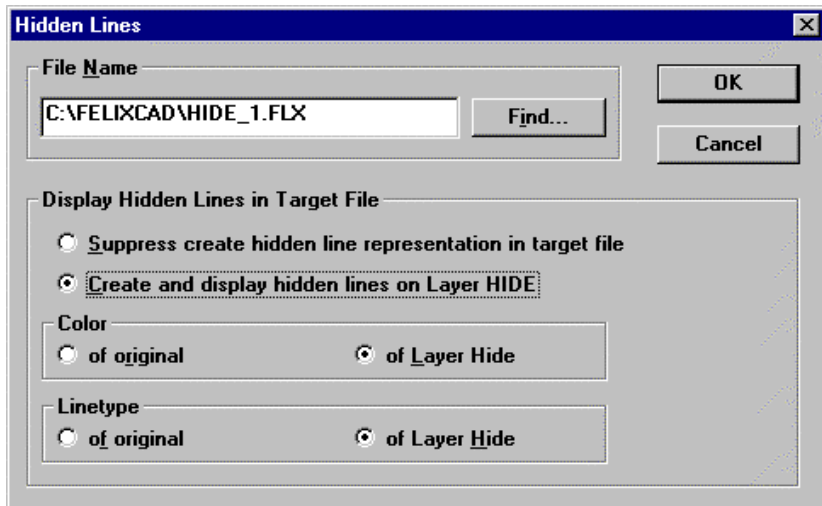 Hidden Lines
File Name
C:\FELIXCAD\HIDE_1.FLX
Find...
OK
Cancel
Display Hidden Lines in Target File
Suppress create hidden line representation in target file
Create and display hidden lines on Layer HIDE
Color
of original
of Layer Hide
Linetype
of original
of Layer Hide